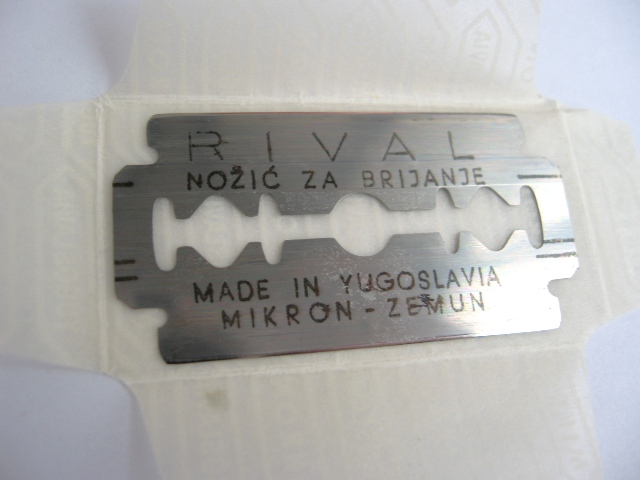 RIVAL
NOŽIĆ ZA BRIJANJE
MADE IN YUGOSLAVIA
MIKRON - ZEMUN